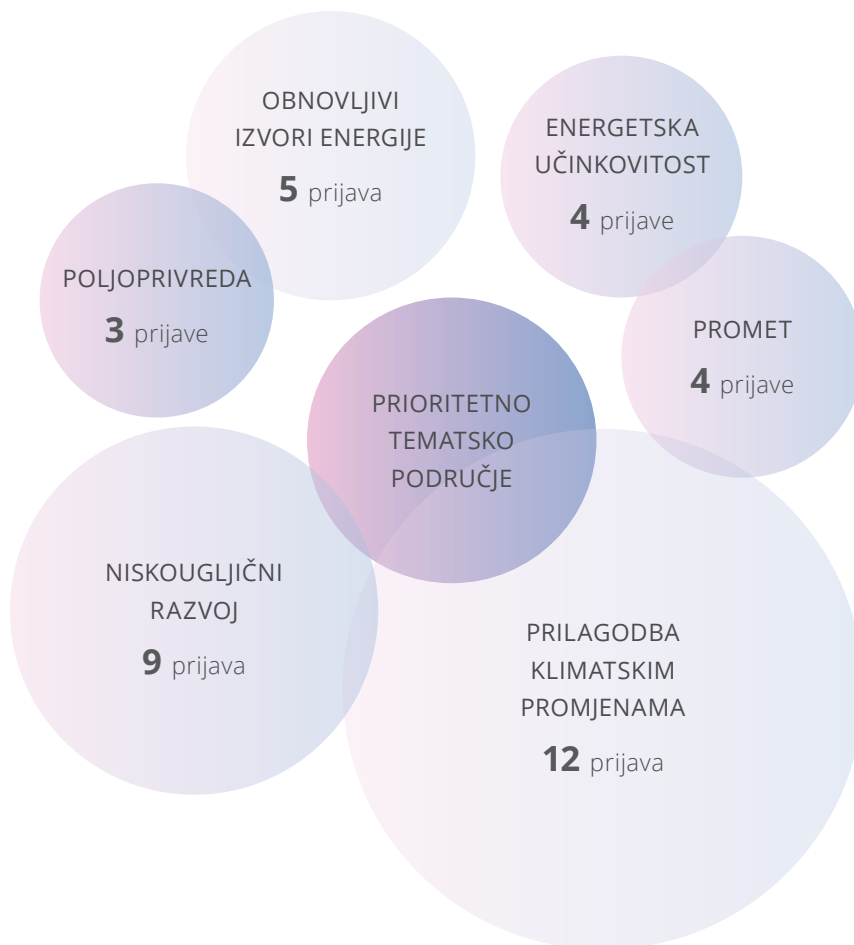 OBNOVLJIVI
IZVORI ENERGIJE
5 prijava
ENERGETSKA
UČINKOVITOST
4 prijave
POLJOPRIVREDA
3 prijave
PROMET
4 prijave
PRIORITETNO
TEMATSKO
PODRUČJE
NISKOUGLJIČNI
RAZVOJ
9 prijava
PRILAGODBA
KLIMATSKIM
PROMJENAMA
12 prijava